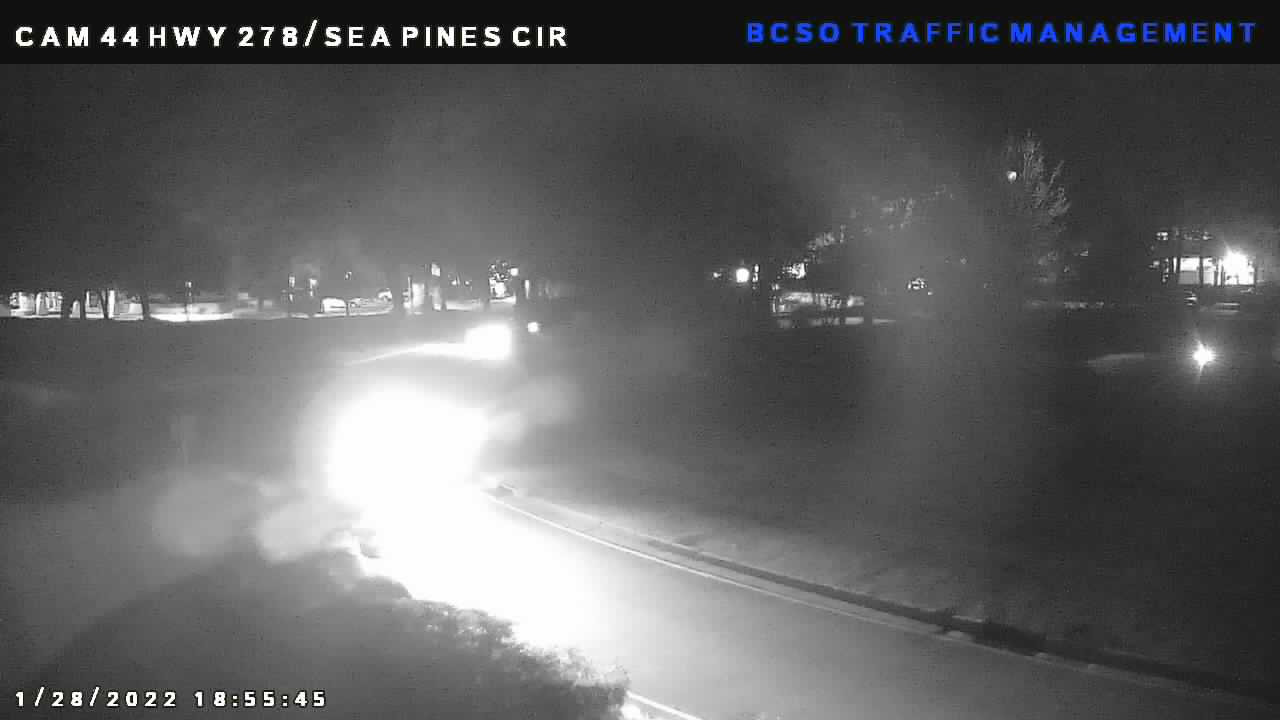 CAM 44 HWY 278/SEA PINES CIR
BCSO TRAFFIC MANAGEMENT
1/28/2022 18:55:45